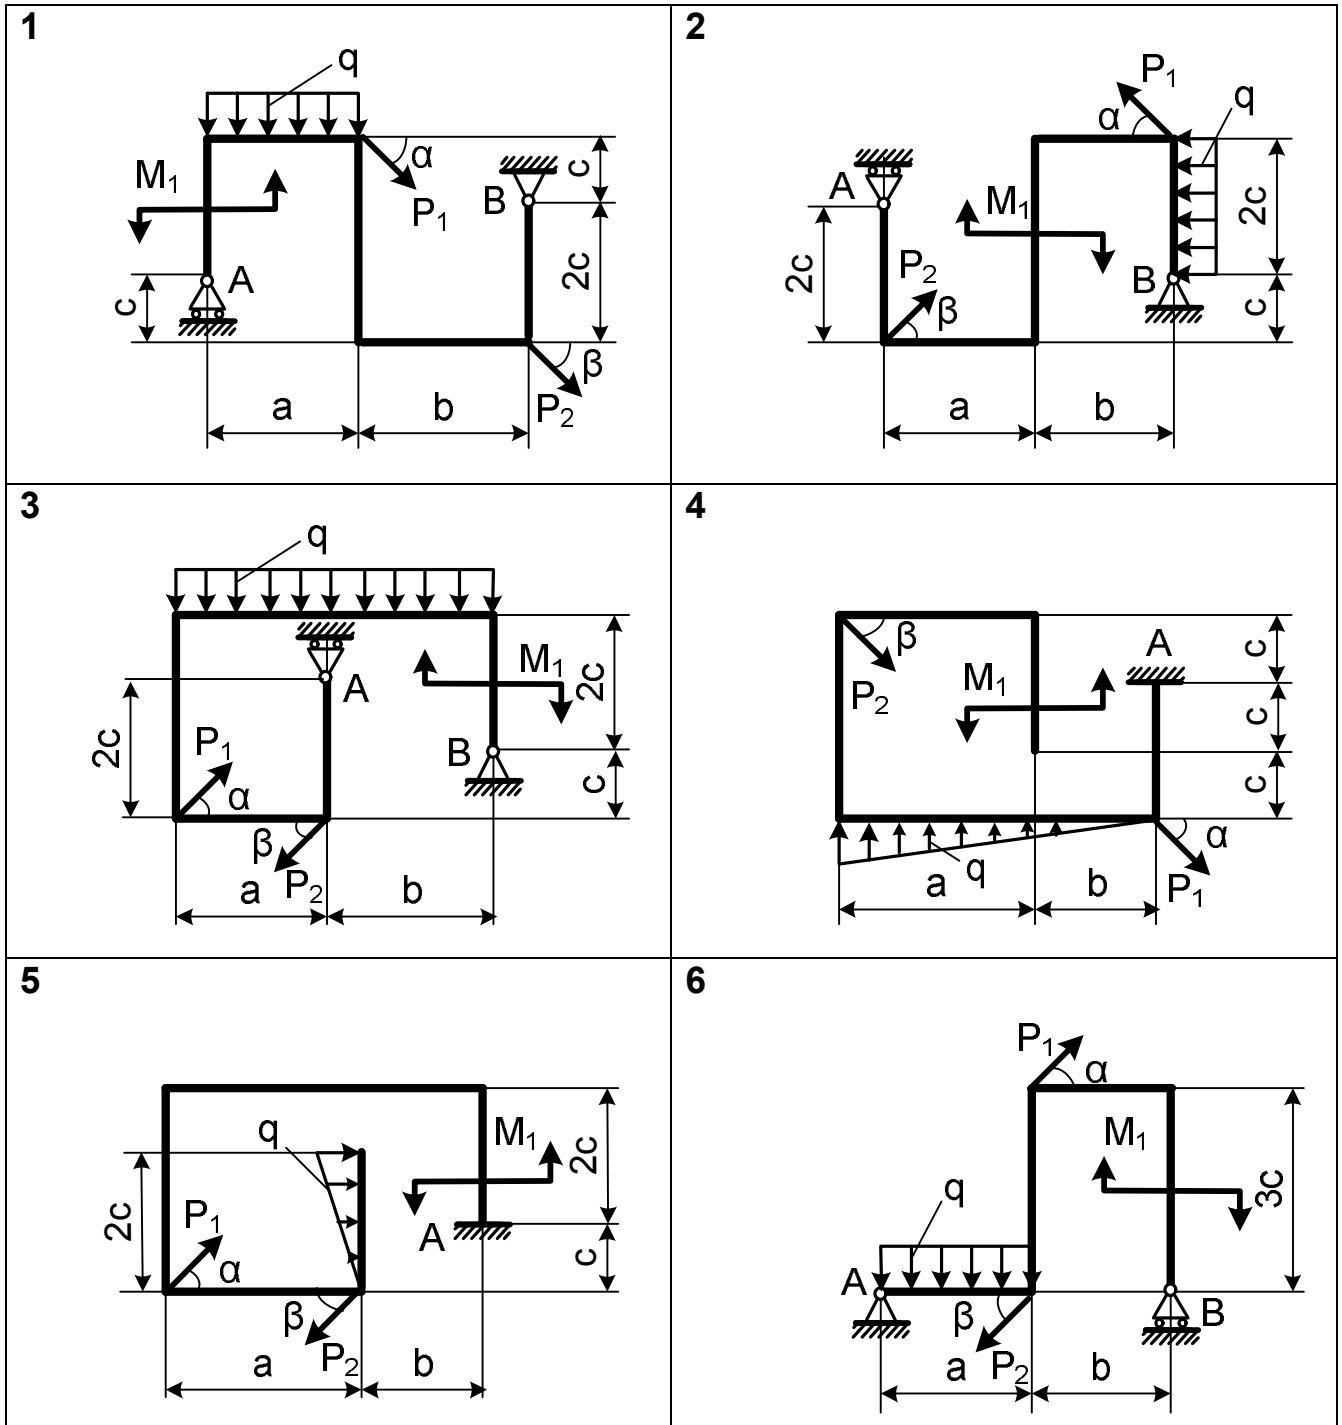 1
q
M₁
α
P₁
A
B
c
2c
c
β
P₂
a
b
2
P₁
α
q
A
M₁
2c
P₂
β
2c
B
c
a
b
3
q
M₁
A
2c
2c
P₁
B
α
c
β
P₂
a
b
4
β
A
c
P₂
M₁
c
c
α
q
a
b
P₁
5
q
M₁
2c
2c
P₁
A
α
c
β
P₂
a
b
6
P₁
α
M₁
3c
q
A
β
B
a
P₂
b